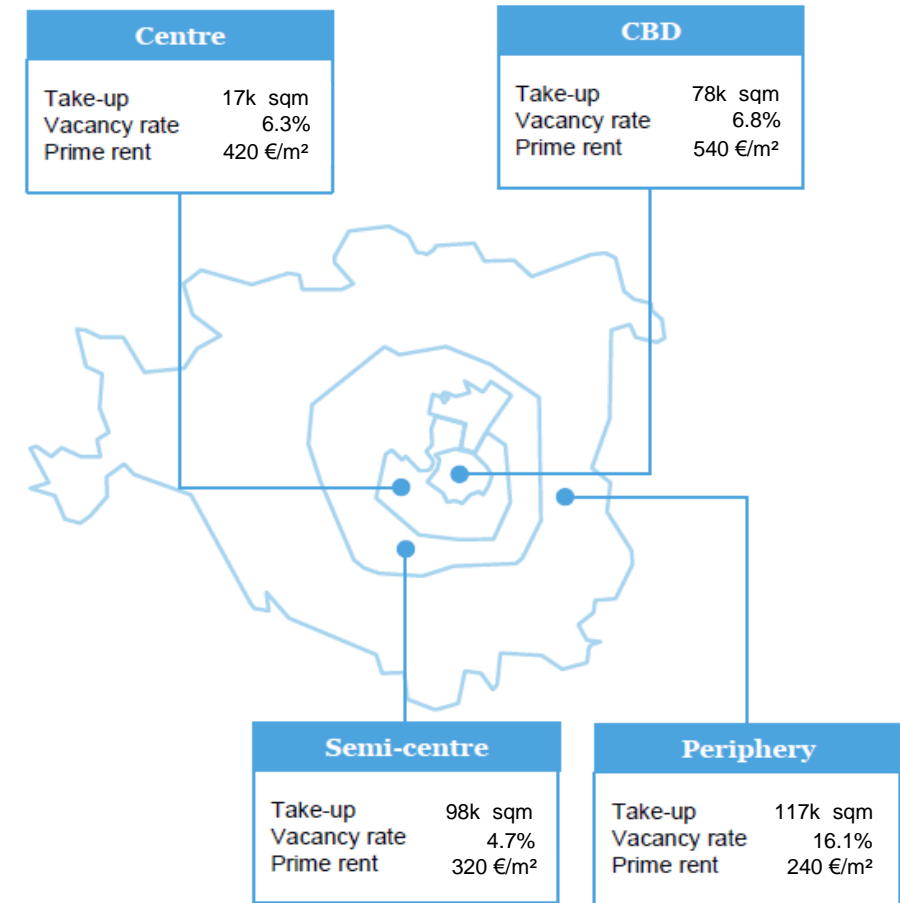 Centre
Take-up 17k sqm
Vacancy rate 6.3%
Prime rent 420 €/m²
CBD
Take-up 78k sqm
Vacancy rate 6.8%
Prime rent 540 €/m²
Semi-centre
Take-up 98k sqm
Vacancy rate 4.7%
Prime rent 320 €/m²
Periphery
Take-up 117k sqm
Vacancy rate 16.1%
Prime rent 240 €/m²